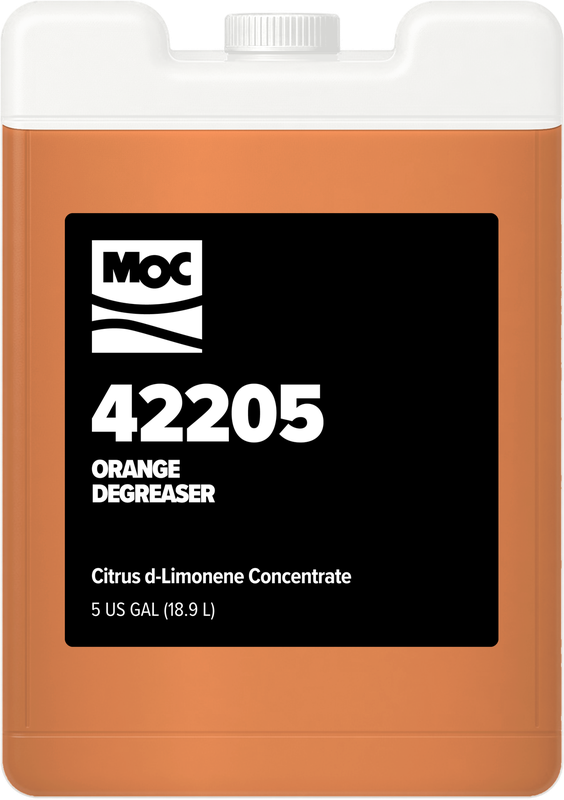 MOC
42205
ORANGE
DEGREASER
Citrus d-Limonene Concentrate
5 US GAL (18.9 L)